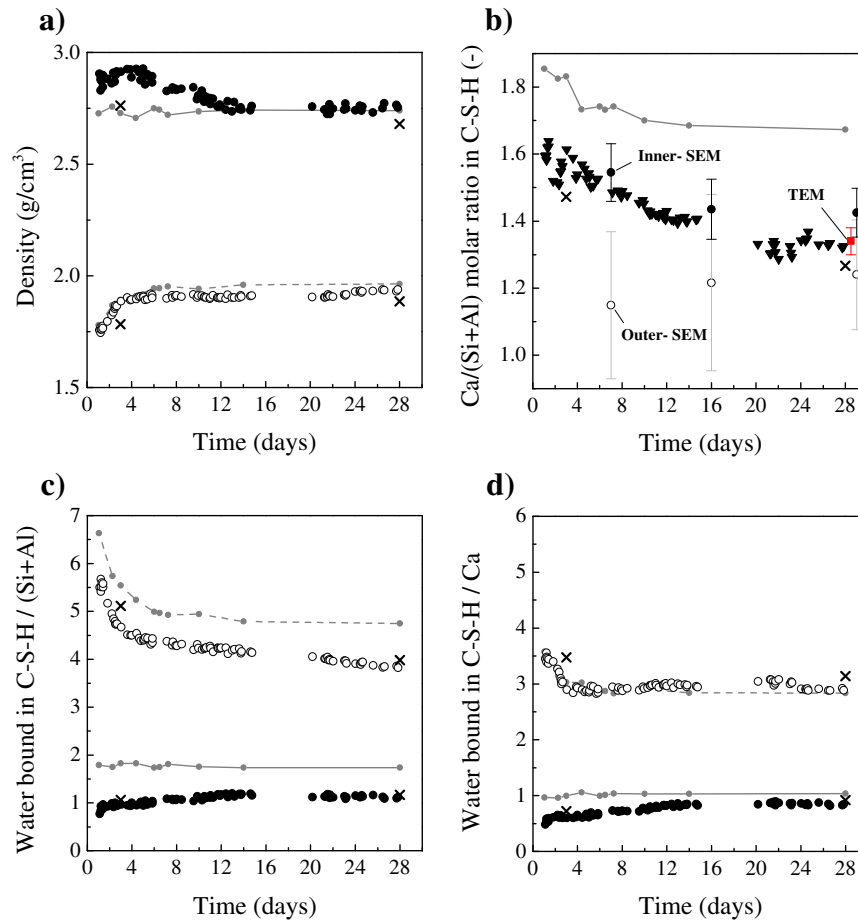 a)
Density (g/cm³)
3.0
2.5
2.0
1.5
0 4 8 12 16 20 24 28
Time (days)
b)
Ca/(Si+Al) molar ratio in C-S-H (-)
1.8
1.6
1.4
1.2
1.0
Inner- SEM
TEM
Outer- SEM
0 4 8 12 16 20 24 28
Time (days)
c)
Water bound in C-S-H / (Si+Al)
7
6
5
4
3
2
1
0
0 4 8 12 16 20 24 28
Time (days)
d)
Water bound in C-S-H / Ca
6
5
4
3
2
1
0
0 4 8 12 16 20 24 28
Time (days)